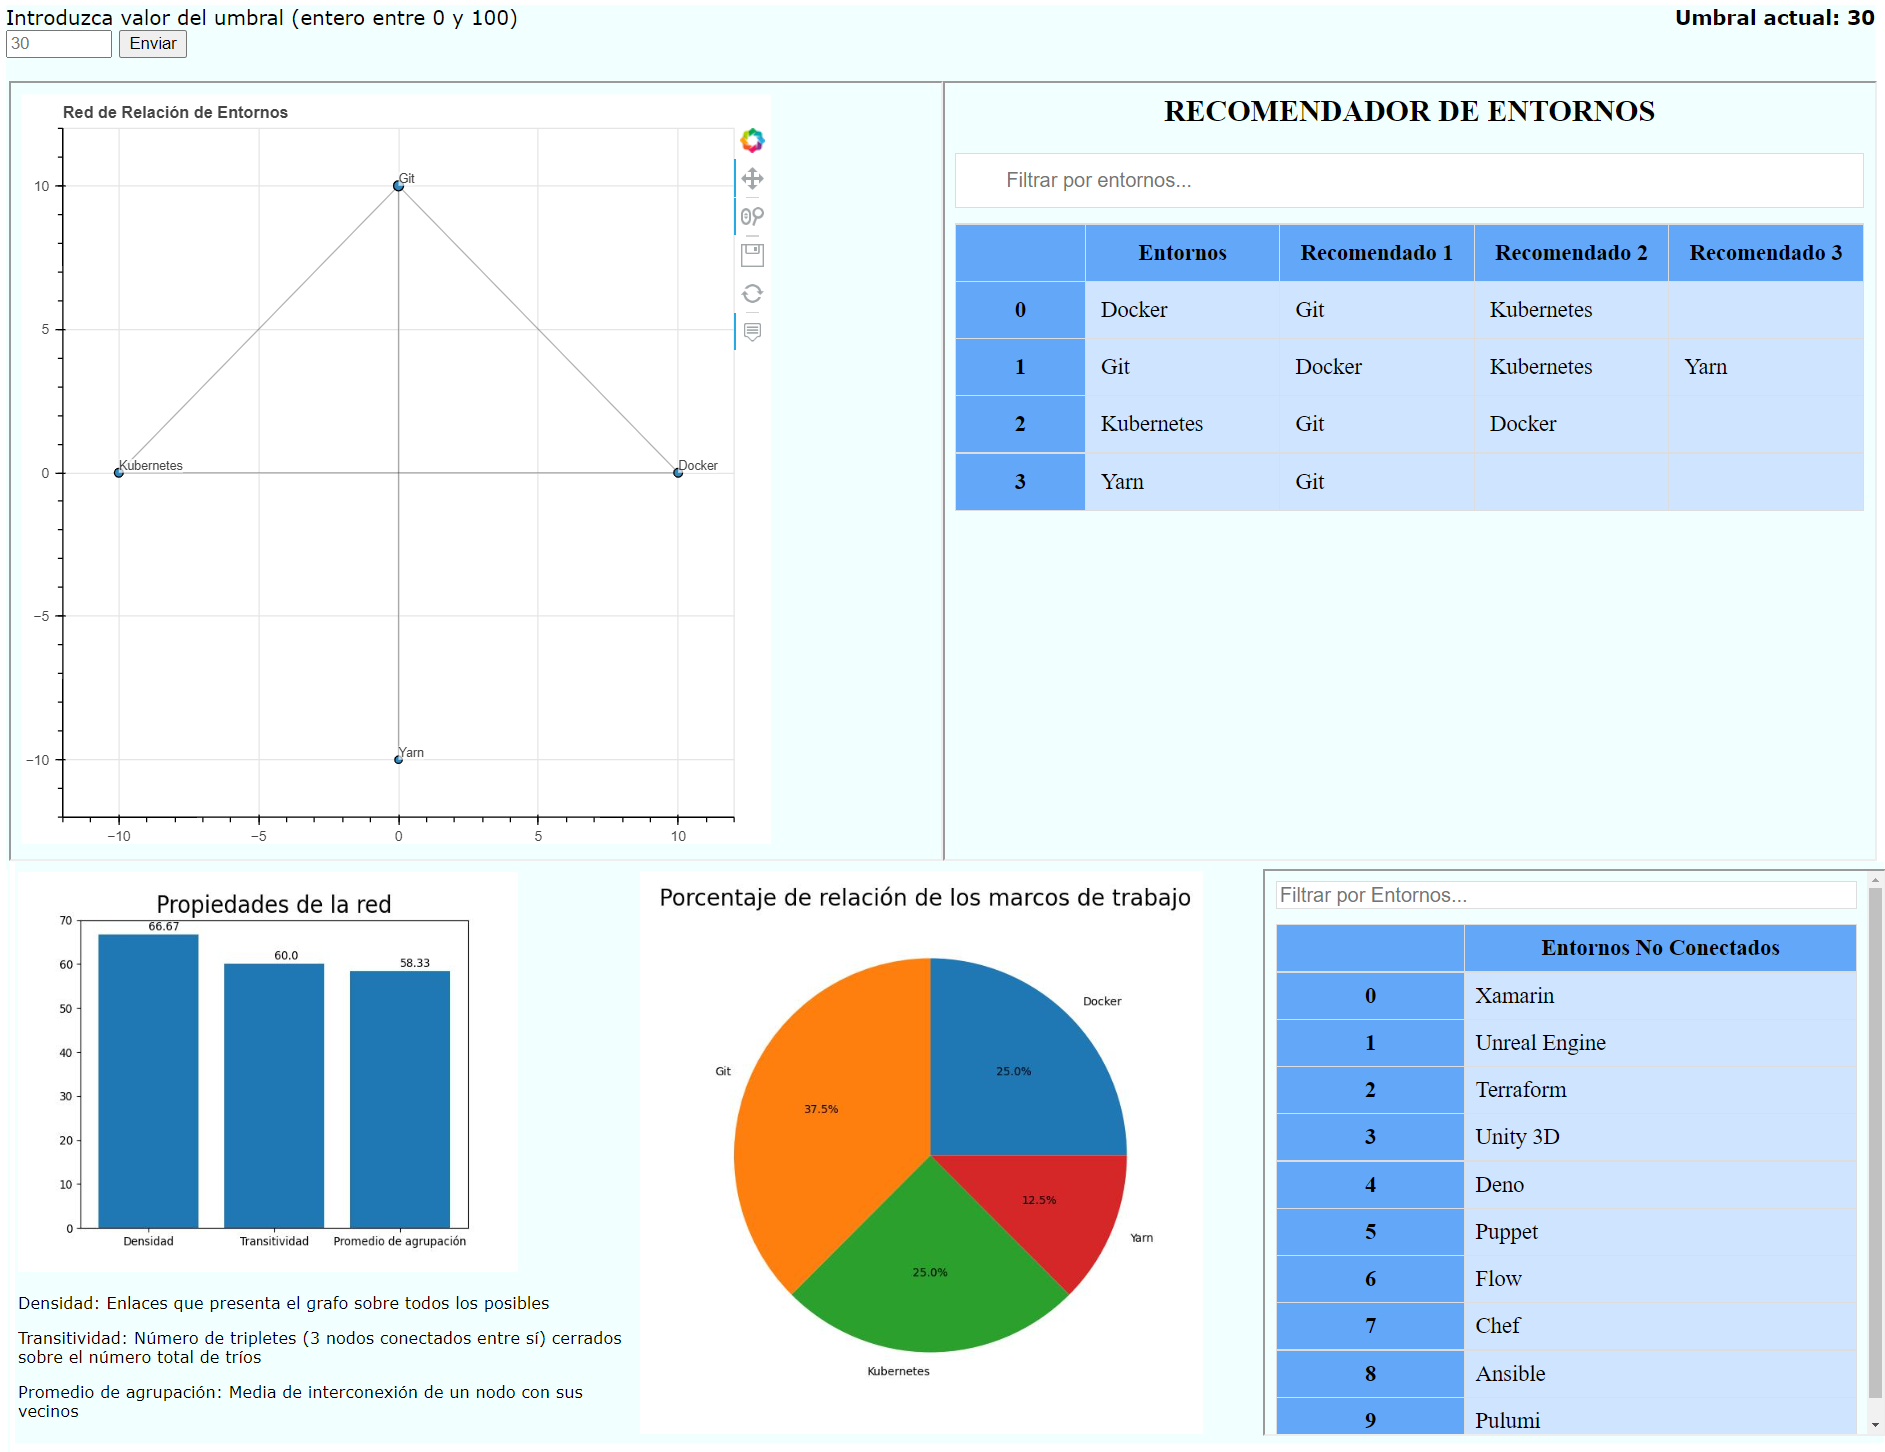 Introduzca valor del umbral (entero entre 0 y 100)
Umbral actual: 30
30 Enviar
Red de Relación de Entornos
10
5
0
−5
−10
−10 −5 0 5 10
Git
Kubernetes
Docker
Yarn
RECOMENDADOR DE ENTORNOS
Filtrar por entornos...
Entornos Recomendado 1 Recomendado 2 Recomendado 3
0 Docker Git Kubernetes
1 Git Docker Kubernetes Yarn
2 Kubernetes Git Docker
3 Yarn Git
Propiedades de la red
70
60
50
40
30
20
10
0
66.67
60.0
58.33
Densidad Transitividad Promedio de agrupación
Densidad: Enlaces que presenta el grafo sobre todos los posibles
Transitividad: Número de tripletes (3 nodos conectados entre sí) cerrados
sobre el número total de tríos
Promedio de agrupación: Media de interconexión de un nodo con sus
vecinos
Porcentaje de relación de los marcos de trabajo
Docker
25.0%
Git
37.5%
Kubernetes
25.0%
Yarn
12.5%
Filtrar por Entornos...
Entornos No Conectados
0 Xamarin
1 Unreal Engine
2 Terraform
3 Unity 3D
4 Deno
5 Puppet
6 Flow
7 Chef
8 Ansible
9 Pulumi